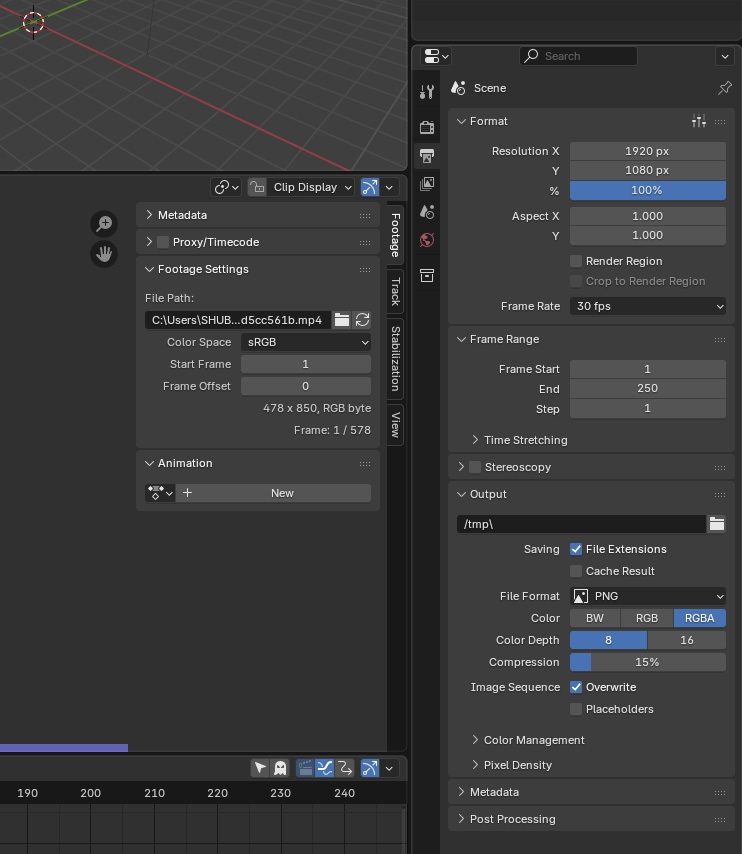 Search
Scene
Format
Resolution X 1920 px
Y 1080 px
% 100%
Aspect X 1.000
Y 1.000
Render Region
Crop to Render Region
Frame Rate 30 fps
Frame Range
Frame Start 1
End 250
Step 1
Time Stretching
Stereoscopy
Output
/tmp\
Saving File Extensions
Cache Result
File Format PNG
Color BW RGB RGBA
Color Depth 8 16
Compression 15%
Image Sequence Overwrite
Placeholders
Color Management
Pixel Density
Metadata
Post Processing
Clip Display
Metadata
Proxy/Timecode
Footage Settings
File Path:
C:\Users\SHUB...d5cc561b.mp4
Color Space sRGB
Start Frame 1
Frame Offset 0
478 x 850, RGB byte
Frame: 1 / 578
Animation
New
Footage
Track
Stabilization
View
190 200 210 220 230 240